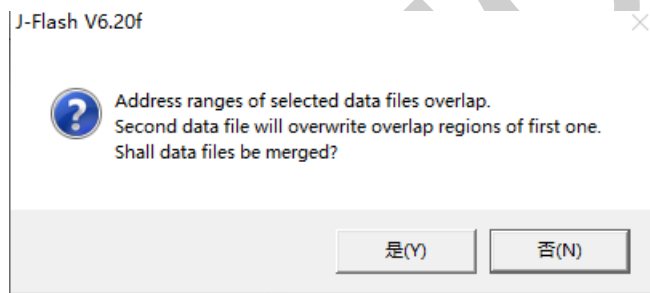 J-Flash V6.20f
Address ranges of selected data files overlap.
Second data file will overwrite overlap regions of first one.
Shall data files be merged?
是(Y)
否(N)